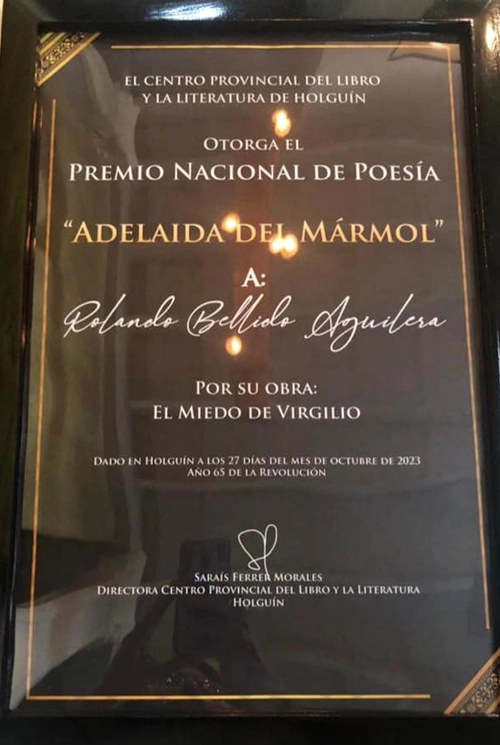 EL CENTRO PROVINCIAL DEL LIBRO
Y LA LITERATURA DE HOLGUÍN
OTORGA EL
PREMIO NACIONAL DE POESÍA
“ADELAIDA DEL MÁRMOL”
A:
Rolando Bellido Aguilera
POR SU OBRA:
EL MIEDO DE VIRGILIO
DADO EN HOLGUÍN A LOS 27 DÍAS DEL MES DE OCTUBRE DE 2023
AÑO 65 DE LA REVOLUCIÓN
SARAÍS FERRER MORALES
DIRECTORA CENTRO PROVINCIAL DEL LIBRO Y LA LITERATURA
HOLGUÍN